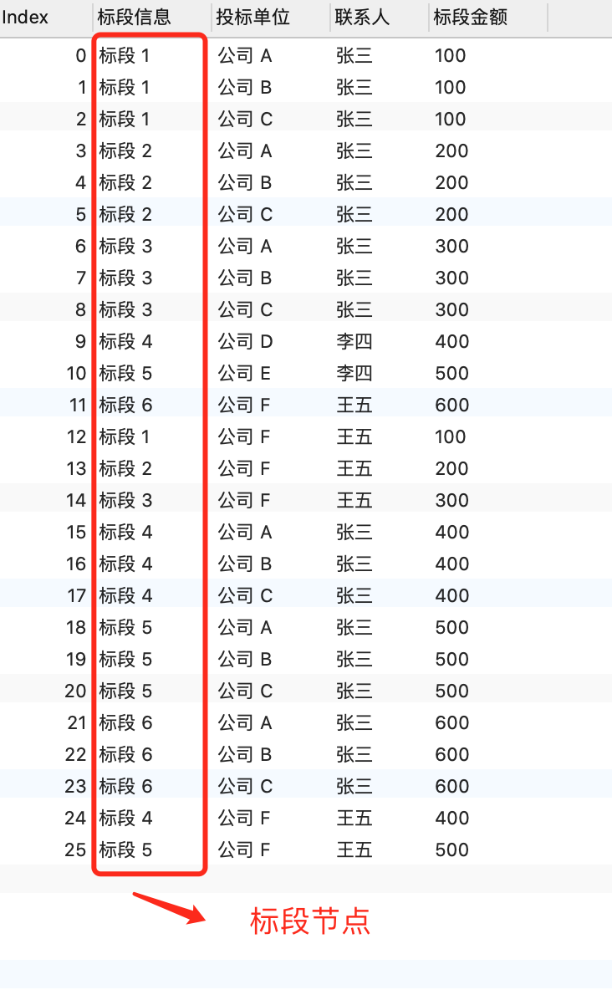 Index 标段信息 投标单位 联系人 标段金额
0 标段 1 公司 A 张三 100
1 标段 1 公司 B 张三 100
2 标段 1 公司 C 张三 100
3 标段 2 公司 A 张三 200
4 标段 2 公司 B 张三 200
5 标段 2 公司 C 张三 200
6 标段 3 公司 A 张三 300
7 标段 3 公司 B 张三 300
8 标段 3 公司 C 张三 300
9 标段 4 公司 D 李四 400
10 标段 5 公司 E 李四 500
11 标段 6 公司 F 王五 600
12 标段 1 公司 F 王五 100
13 标段 2 公司 F 王五 200
14 标段 3 公司 F 王五 300
15 标段 4 公司 A 张三 400
16 标段 4 公司 B 张三 400
17 标段 4 公司 C 张三 400
18 标段 5 公司 A 张三 500
19 标段 5 公司 B 张三 500
20 标段 5 公司 C 张三 500
21 标段 6 公司 A 张三 600
22 标段 6 公司 B 张三 600
23 标段 6 公司 C 张三 600
24 标段 4 公司 F 王五 400
25 标段 5 公司 F 王五 500
标段节点